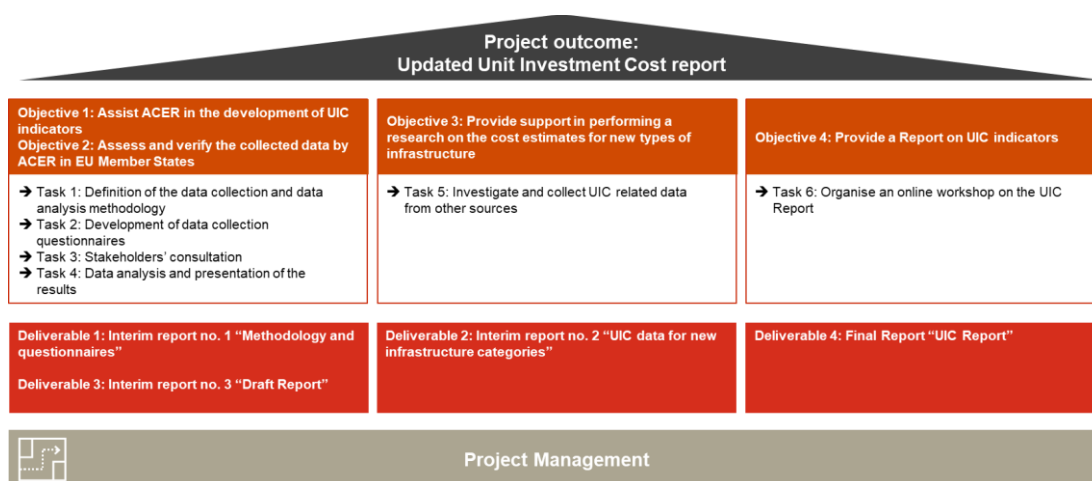 Project outcome:
Updated Unit Investment Cost report
Objective 1: Assist ACER in the development of UIC
indicators
Objective 2: Assess and verify the collected data by
ACER in EU Member States
➔ Task 1: Definition of the data collection and data
analysis methodology
➔ Task 2: Development of data collection
questionnaires
➔ Task 3: Stakeholders’ consultation
➔ Task 4: Data analysis and presentation of the
results
Deliverable 1: Interim report no. 1 “Methodology and
questionnaires”
Deliverable 3: Interim report no. 3 “Draft Report”
Objective 3: Provide support in performing a
research on the cost estimates for new types of
infrastructure
➔ Task 5: Investigate and collect UIC related data
from other sources
Deliverable 2: Interim report no. 2 “UIC data for new
infrastructure categories”
Objective 4: Provide a Report on UIC indicators
➔ Task 6: Organise an online workshop on the UIC
Report
Deliverable 4: Final Report “UIC Report”
Project Management